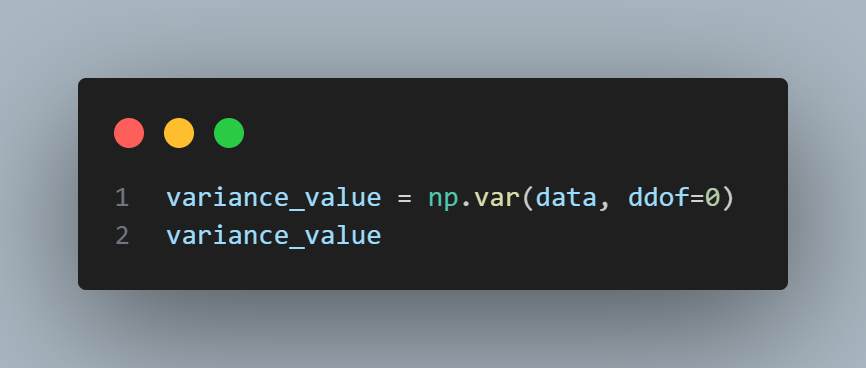 1 variance_value = np.var(data, ddof=0)
2 variance_value